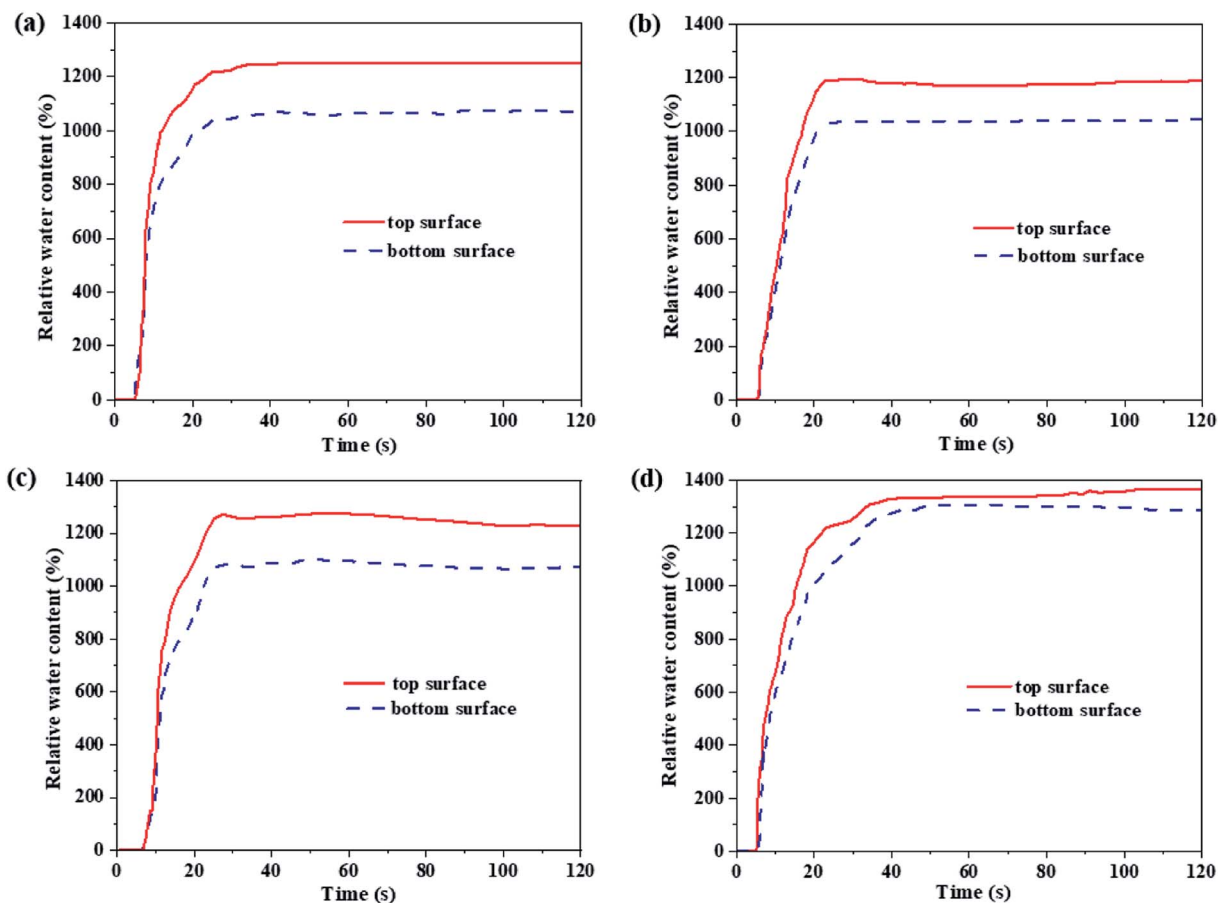 (a)
1400
1200
1000
800
600
400
200
0
Relative water content (%)
top surface
bottom surface
0 20 40 60 80 100 120
Time (s)
(b)
1400
1200
1000
800
600
400
200
0
Relative water content (%)
top surface
bottom surface
0 20 40 60 80 100 120
Time (s)
(c)
1400
1200
1000
800
600
400
200
0
Relative water content (%)
top surface
bottom surface
0 20 40 60 80 100 120
Time (s)
(d)
1400
1200
1000
800
600
400
200
0
Relative water content (%)
top surface
bottom surface
0 20 40 60 80 100 120
Time (s)